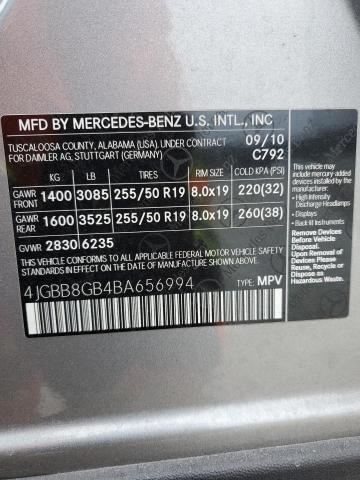 MFD BY MERCEDES-BENZ U.S. INTL., INC
TUSCALOOSA COUNTY, ALABAMA (USA) UNDER CONTRACT
FOR DAIMLER AG, STUTTGART (GERMANY)
09/10
C792
KG LB TIRES RIM SIZE COLD KPA (PSI)
GAWR FRONT 1400 3085 255/50 R19 8.0x19 220(32)
GAWR REAR 1600 3525 255/50 R19 8.0x19 260(38)
GVWR 2830 6235
THIS VEHICLE CONFORMS TO ALL APPLICABLE FEDERAL MOTOR VEHICLE SAFETY
STANDARDS IN EFFECT ON THE DATE OF MANUFACTURE SHOWN ABOVE.
4JGBB8GB4BA656994
TYPE: MPV
This vehicle may
include mercury-added
devices installed by the
manufacturer:
• HID Headlamps
• Displays
• Back-lit Instruments
Remove Devices Before
Vehicle Disposal.
Upon Removal of
Devices Please Reuse,
Recycle or Dispose as
Hazardous Waste.